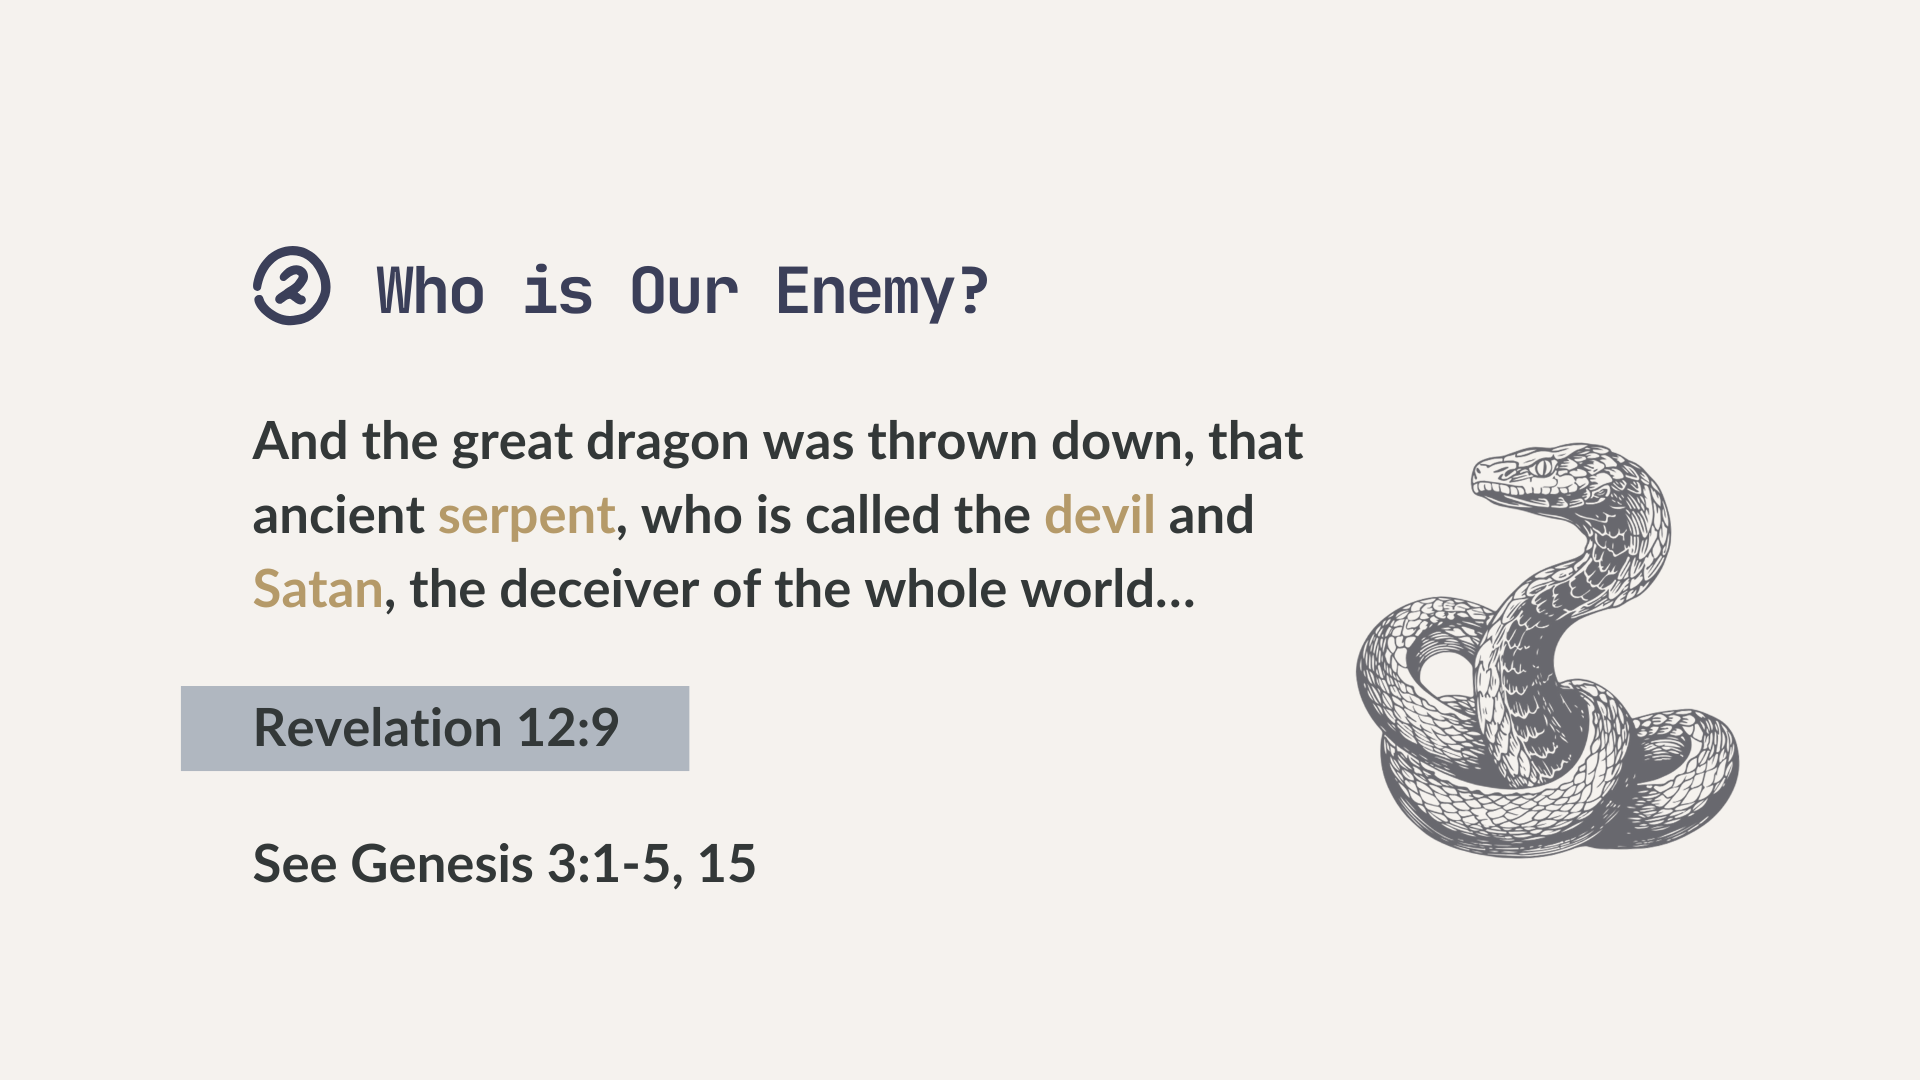 2 Who is Our Enemy?
And the great dragon was thrown down, that
ancient serpent, who is called the devil and
Satan, the deceiver of the whole world...
Revelation 12:9
See Genesis 3:1-5, 15